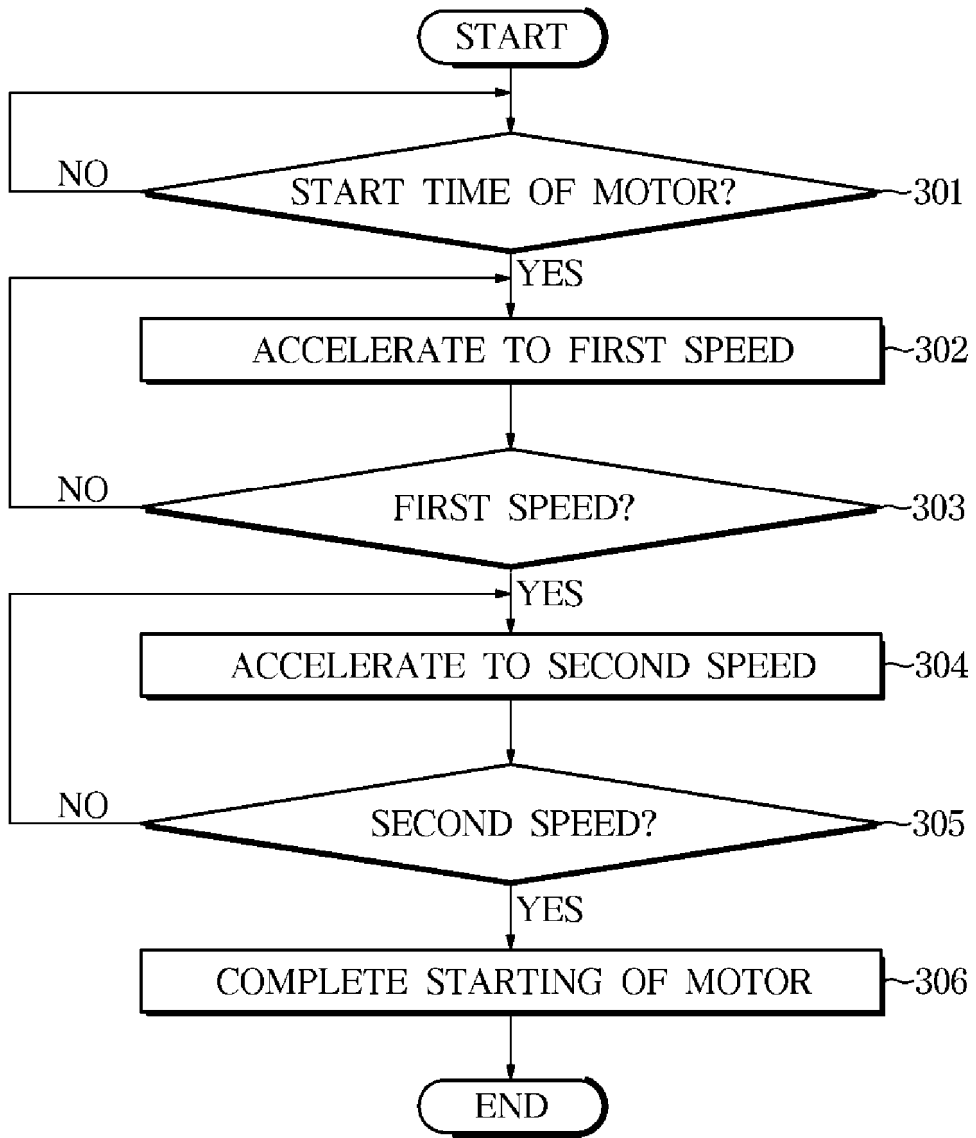 START
NO
START TIME OF MOTOR?
301
YES
ACCELERATE TO FIRST SPEED
302
NO
FIRST SPEED?
303
YES
ACCELERATE TO SECOND SPEED
304
NO
SECOND SPEED?
305
YES
COMPLETE STARTING OF MOTOR
306
END